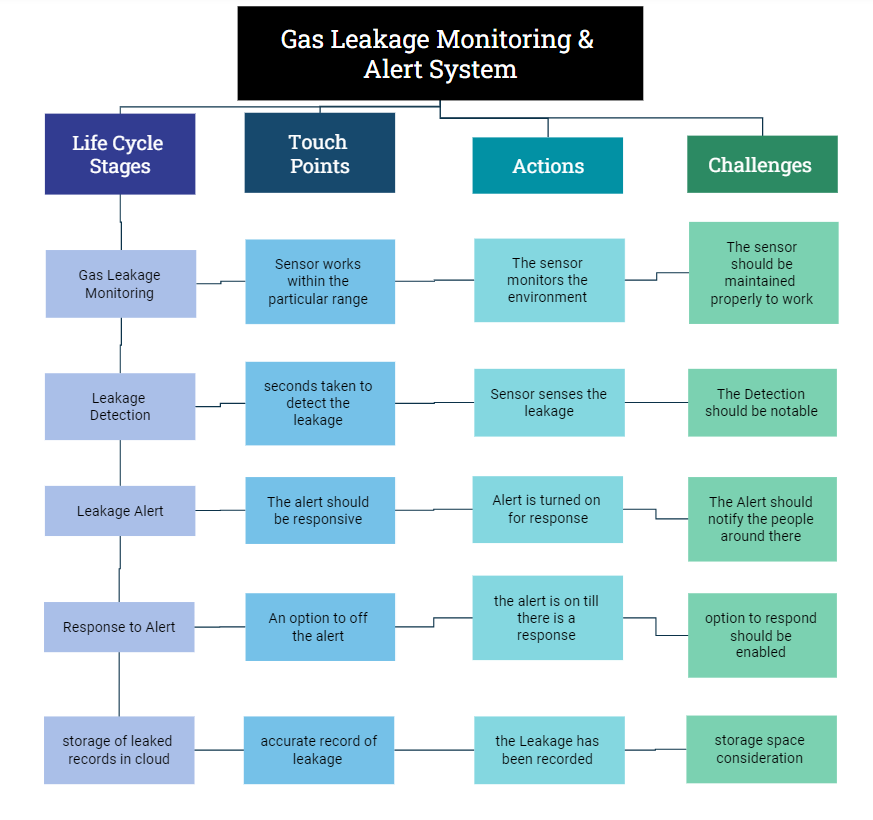 Gas Leakage Monitoring &
Alert System
Life Cycle
Stages
Touch
Points
Actions
Challenges
Gas Leakage
Monitoring
Sensor works
within the
particular range
The sensor
monitors the
environment
The sensor
should be
maintained
properly to work
Leakage
Detection
seconds taken to
detect the
leakage
Sensor senses the
leakage
The Detection
should be notable
Leakage Alert
The alert should
be responsive
Alert is turned on
for response
The Alert should
notify the people
around there
Response to Alert
An option to off
the alert
the alert is on till
there is a
response
option to respond
should be
enabled
storage of leaked
records in cloud
accurate record of
leakage
the Leakage has
been recorded
storage space
consideration